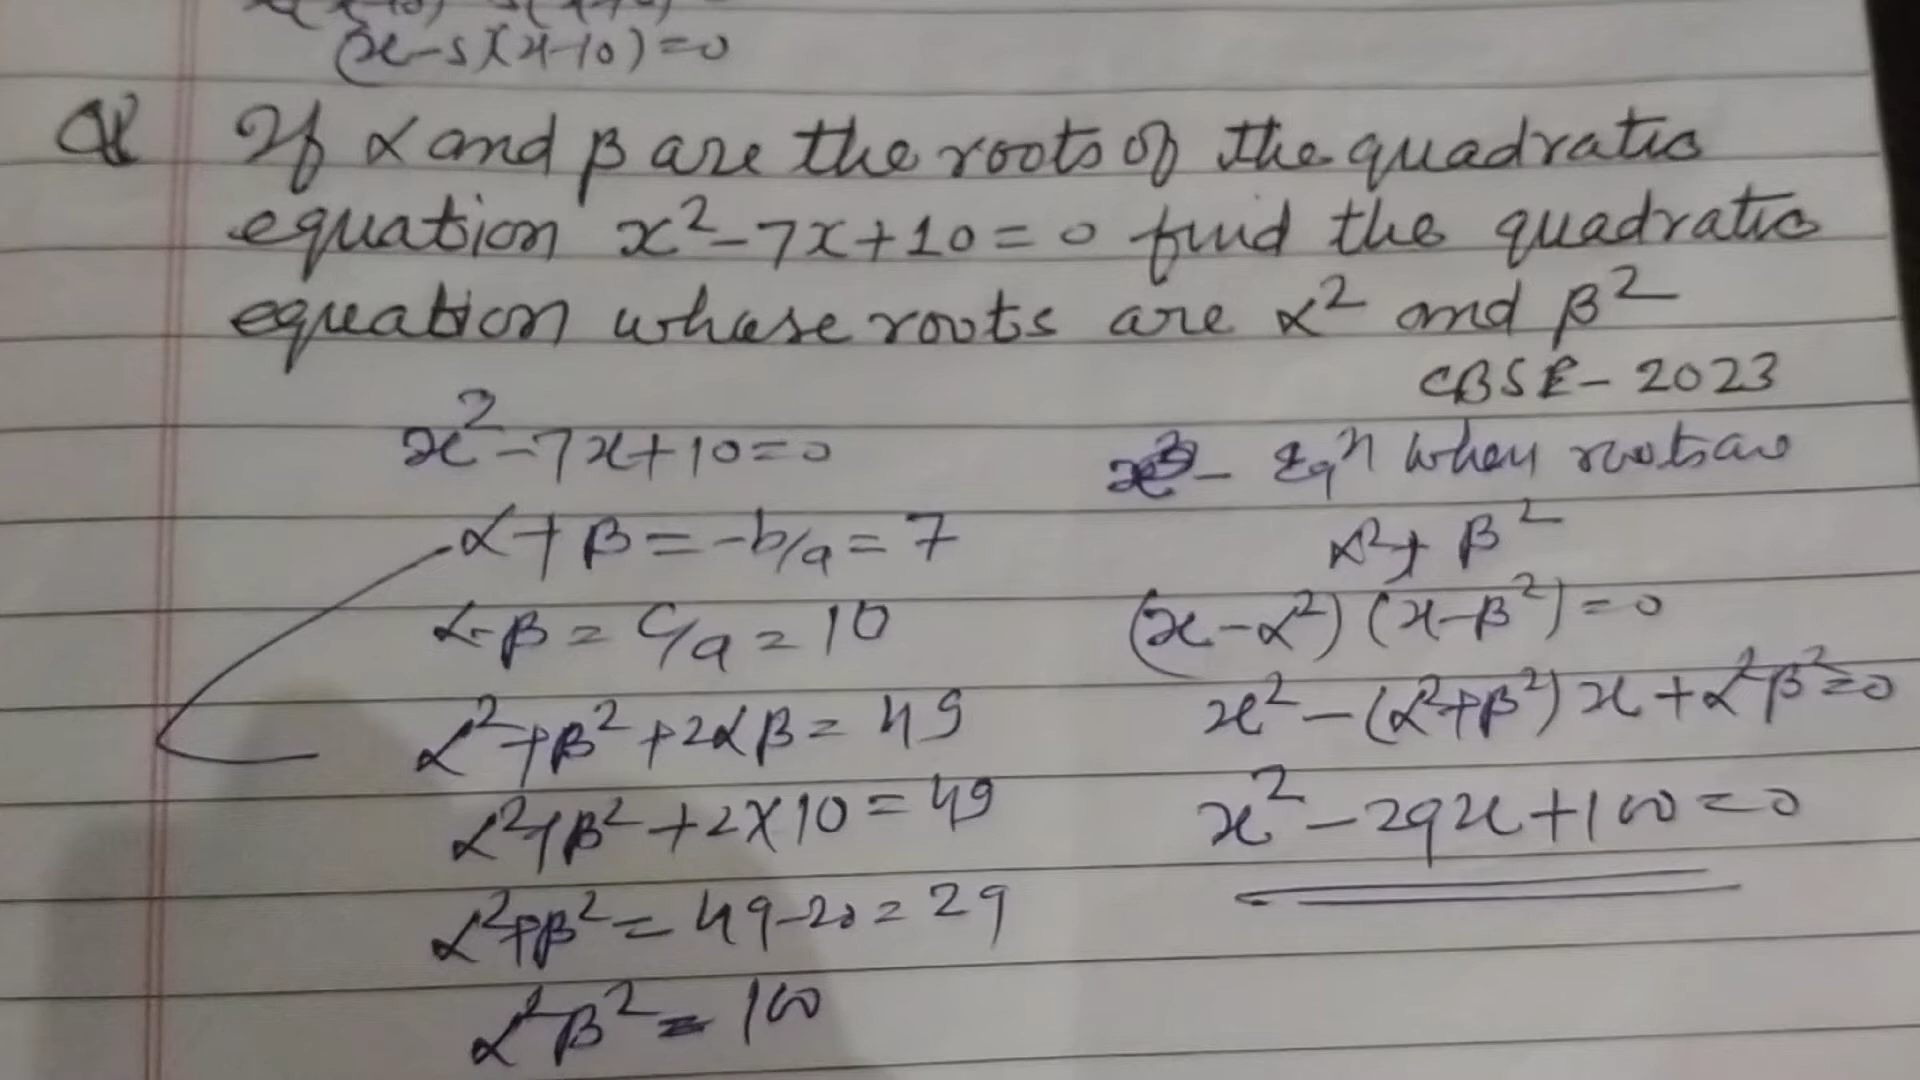 (x-5)(x-10)=0
Q If α and β are the roots of the quadratic
equation x²-7x+10=0 find the quadratic
equation whose roots are α² and β²
CBSE-2023
x²-7x+10=0
α+β=-b/a=7
α·β=c/a=10
α²+β²+2αβ=49
α²+β²+2×10=49
α²+β²=49-20=29
α²β²=100
Eqⁿ when roots are
α²+β²
(x-α²)(x-β²)=0
x²-(α²+β²)x+α²β²=0
x²-29x+100=0